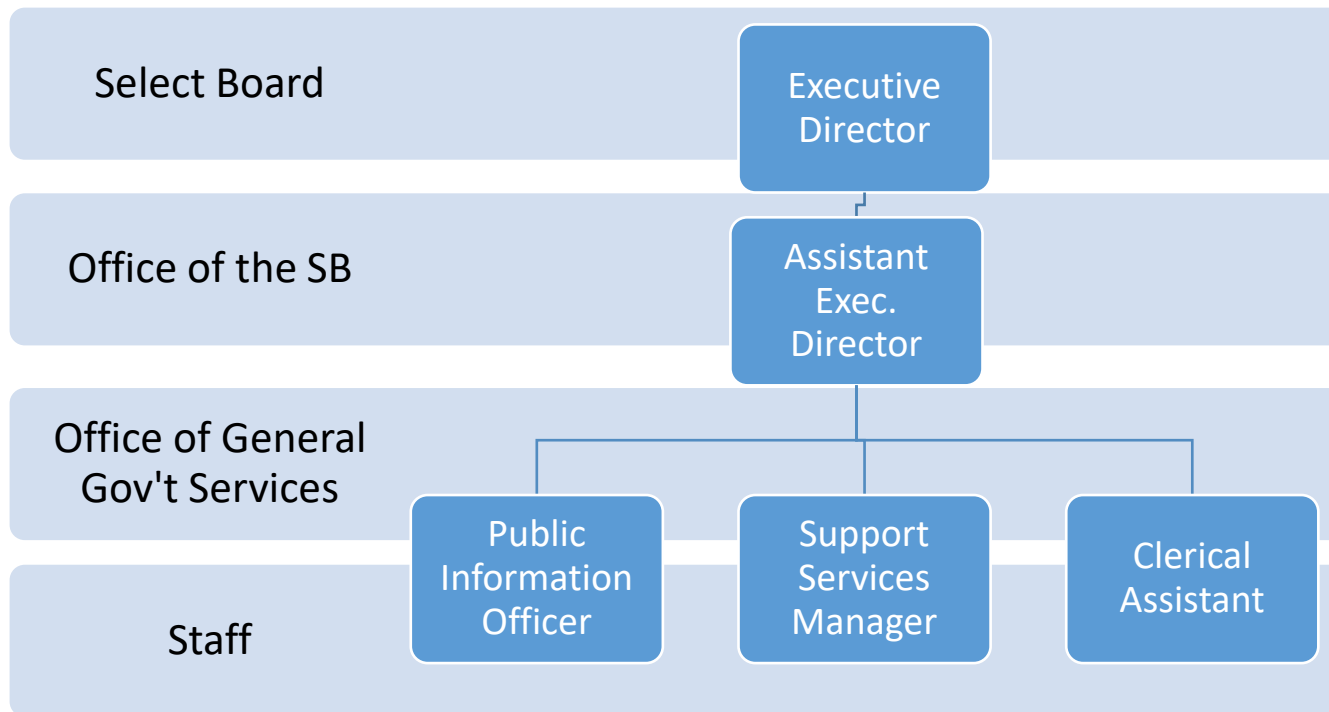 Select Board
Executive
Director
Office of the SB
Assistant
Exec.
Director
Office of General
Gov't Services
Public
Information
Officer
Support
Services
Manager
Clerical
Assistant
Staff